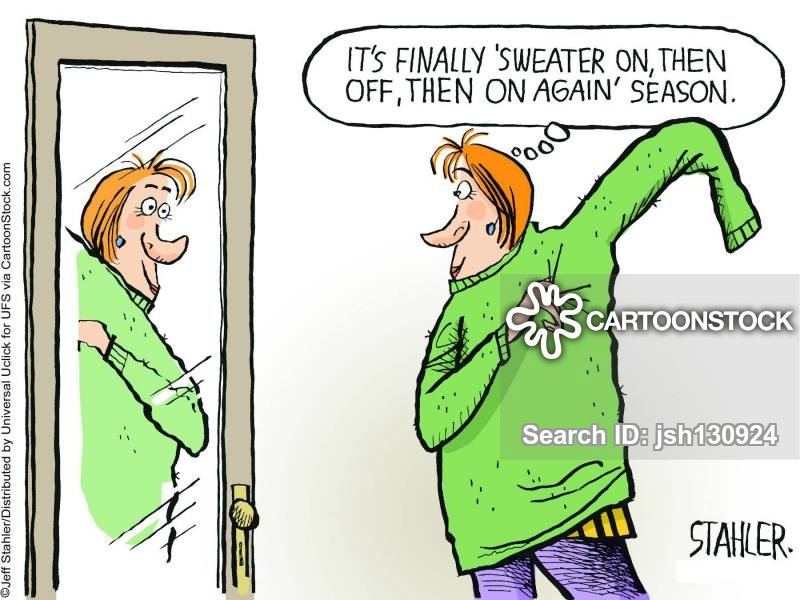 IT'S FINALLY 'SWEATER ON, THEN
OFF, THEN ON AGAIN' SEASON.
CARTOONSTOCK
Search ID: jsh130924
STAHLER.
©Jeff Stahler/Distributed by Universal Uclick for UFS via CartoonStock.com